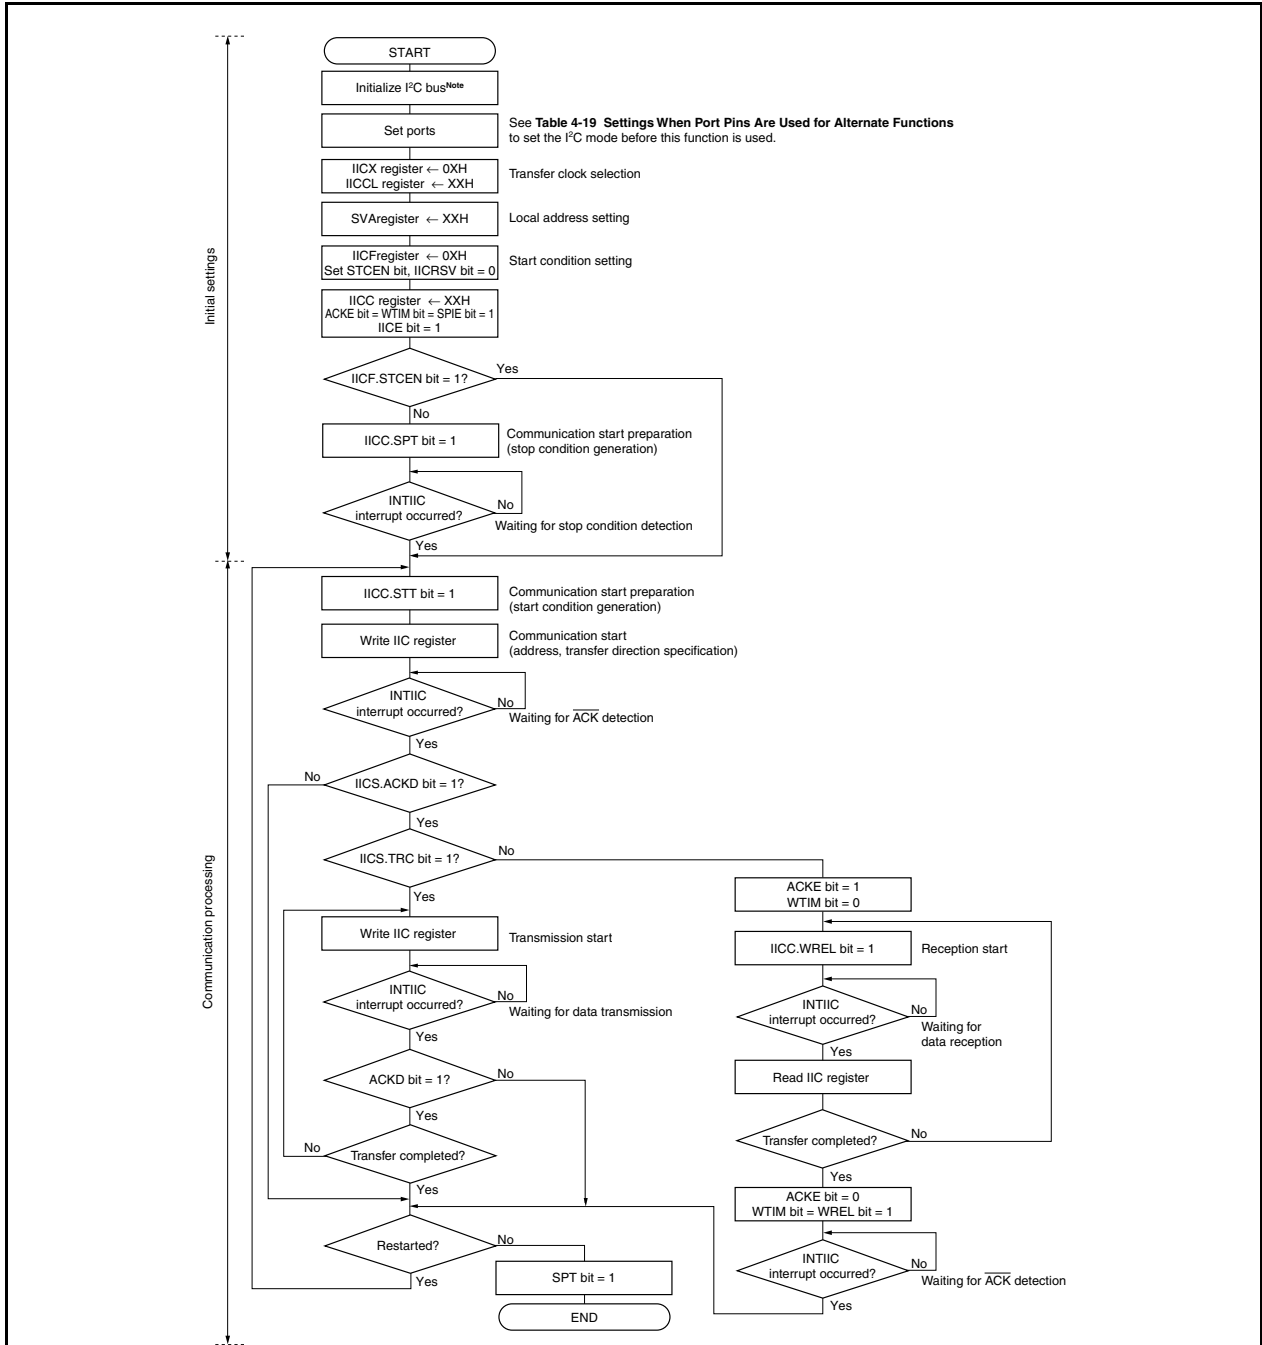 START
Initialize I²C busNote
Set ports
See Table 4-19 Settings When Port Pins Are Used for Alternate Functions
to set the I²C mode before this function is used.
IICX register ← 0XH
IICCL register ← XXH
Transfer clock selection
SVAregister ← XXH
Local address setting
IICFregister ← 0XH
Set STCEN bit, IICRSV bit = 0
Start condition setting
IICC register ← XXH
ACKE bit = WTIM bit = SPIE bit = 1
IICE bit = 1
Initial settings
IICF.STCEN bit = 1?
Yes
No
IICC.SPT bit = 1
Communication start preparation
(stop condition generation)
INTIIC
interrupt occurred?
No
Waiting for stop condition detection
Yes
IICC.STT bit = 1
Communication start preparation
(start condition generation)
Write IIC register
Communication start
(address, transfer direction specification)
INTIIC
interrupt occurred?
No
Waiting for A̅C̅K̅ detection
Yes
IICS.ACKD bit = 1?
No
Yes
IICS.TRC bit = 1?
No
Yes
Communication processing
Write IIC register
Transmission start
INTIIC
interrupt occurred?
No
Waiting for data transmission
Yes
ACKD bit = 1?
No
Yes
Transfer completed?
No
Yes
ACKE bit = 1
WTIM bit = 0
IICC.WREL bit = 1
Reception start
INTIIC
interrupt occurred?
No
Waiting for
data reception
Yes
Read IIC register
Transfer completed?
No
Yes
ACKE bit = 0
WTIM bit = WREL bit = 1
INTIIC
interrupt occurred?
No
Waiting for A̅C̅K̅ detection
Yes
Restarted?
No
Yes
SPT bit = 1
END